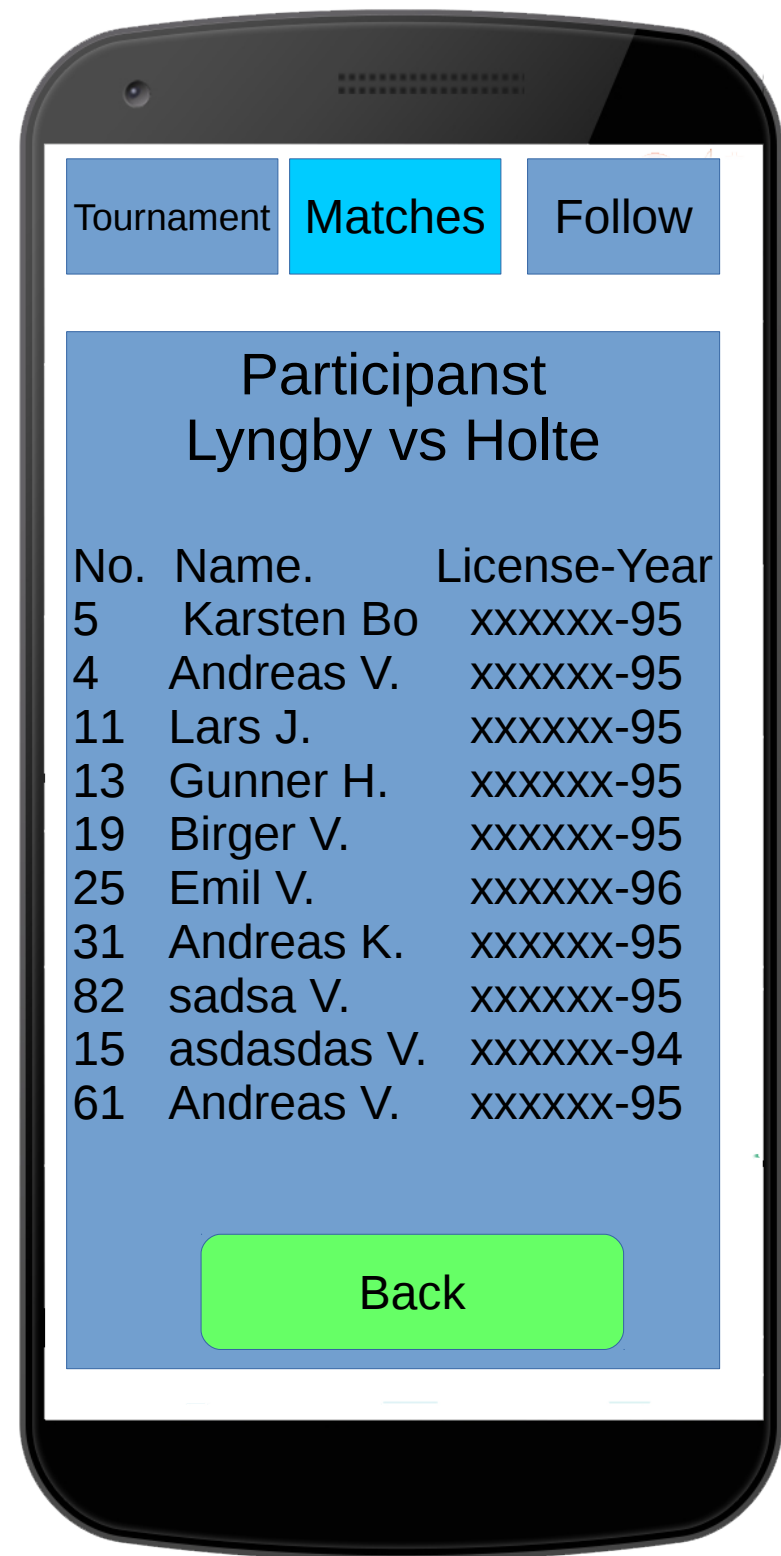 Tournament Matches Follow
Participanst
Lyngby vs Holte
No. Name. License-Year
5 Karsten Bo xxxxxx-95
4 Andreas V. xxxxxx-95
11 Lars J. xxxxxx-95
13 Gunner H. xxxxxx-95
19 Birger V. xxxxxx-95
25 Emil V. xxxxxx-96
31 Andreas K. xxxxxx-95
82 sadsa V. xxxxxx-95
15 asdasdas V. xxxxxx-94
61 Andreas V. xxxxxx-95
Back